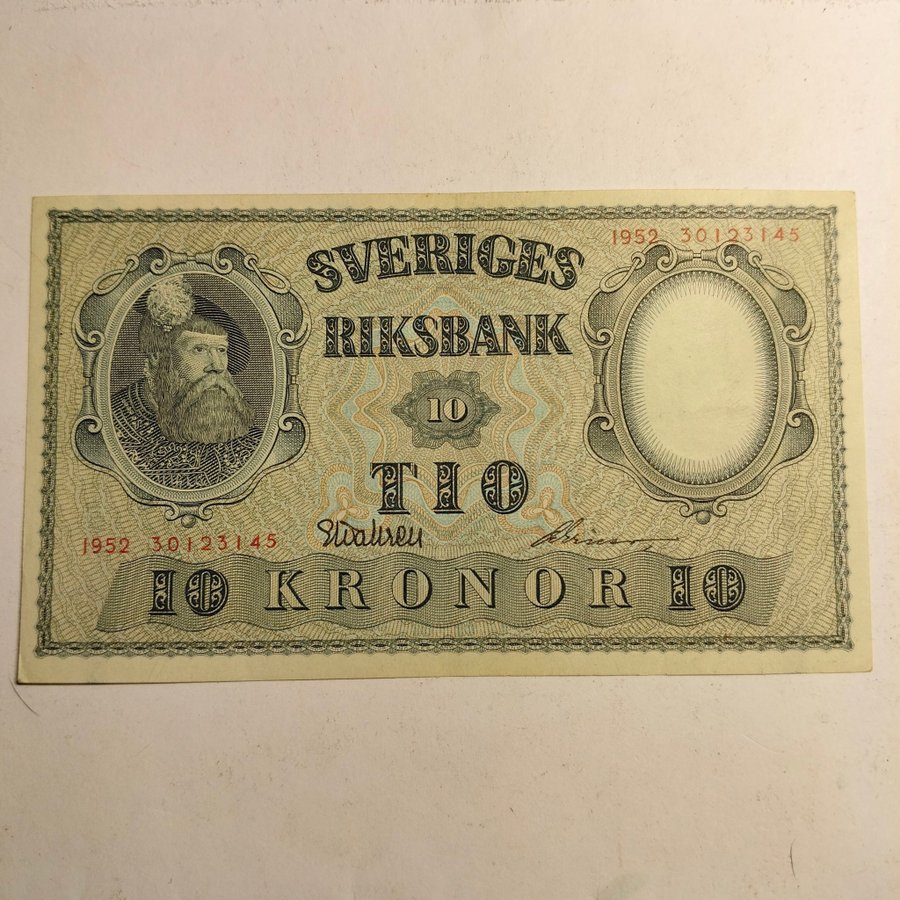 1952 30123145
SVERIGES
RIKSBANK
10
TIO
1952 30123145
10 KRONOR 10